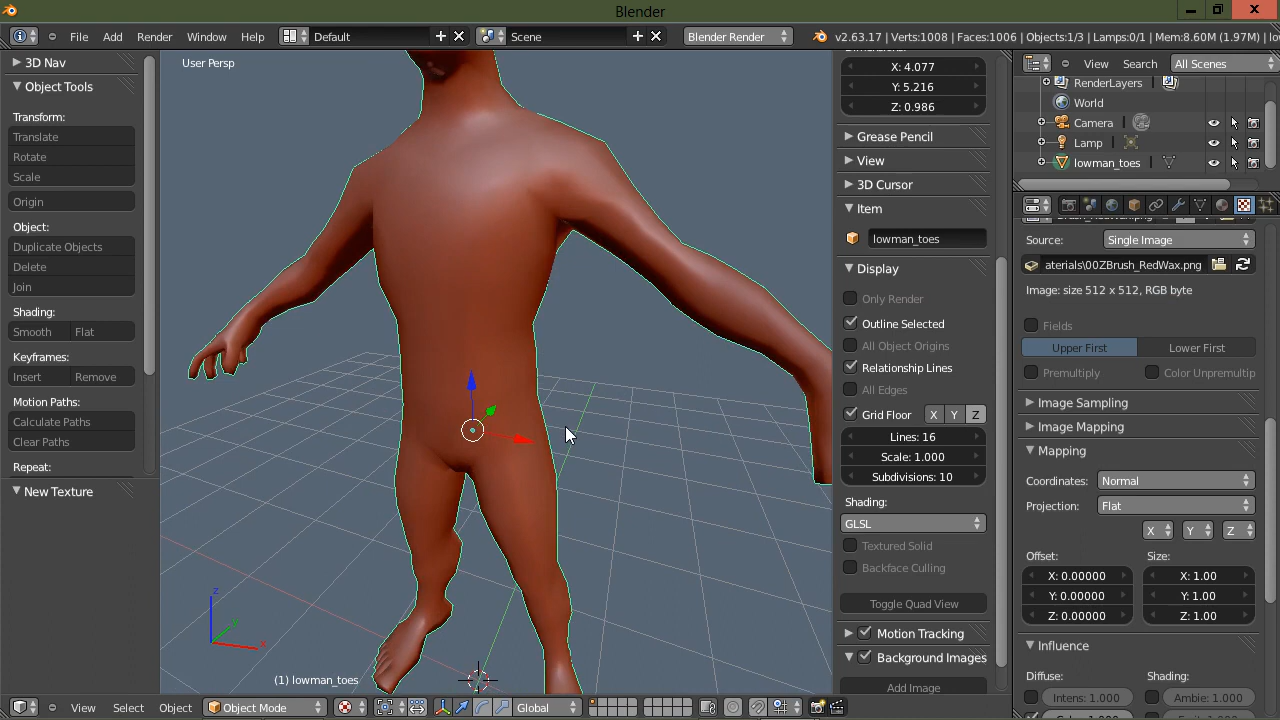 Blender
File Add Render Window Help Default Scene Blender Render v2.63.17 | Verts:1008 | Faces:1006 | Objects:1/3 | Lamps:0/1 | Mem:8.60M (1.97M) |
3D Nav
Object Tools
Transform:
Translate
Rotate
Scale
Origin
Object:
Duplicate Objects
Delete
Join
Shading:
Smooth Flat
Keyframes:
Insert Remove
Motion Paths:
Calculate Paths
Clear Paths
Repeat:
New Texture
User Persp
z
x
(1) lowman_toes
X: 4.077
Y: 5.216
Z: 0.986
Grease Pencil
View
3D Cursor
Item
lowman_toes
Display
Only Render
Outline Selected
All Object Origins
Relationship Lines
All Edges
Grid Floor X Y Z
Lines: 16
Scale: 1.000
Subdivisions: 10
Shading:
GLSL
Textured Solid
Backface Culling
Toggle Quad View
Motion Tracking
Background Images
Add Image
View Search All Scenes
RenderLayers
World
Camera
Lamp
lowman_toes
Source: Single Image
aterials\00ZBrush_RedWax.png
Image: size 512 x 512, RGB byte
Fields
Upper First Lower First
Premultiply Color Unpremultip
Image Sampling
Image Mapping
Mapping
Coordinates: Normal
Projection: Flat
X Y Z
Offset: Size:
X: 0.00000 X: 1.00
Y: 0.00000 Y: 1.00
Z: 0.00000 Z: 1.00
Influence
Diffuse: Shading:
Intens: 1.000 Ambie: 1.000
View Select Object Object Mode Global